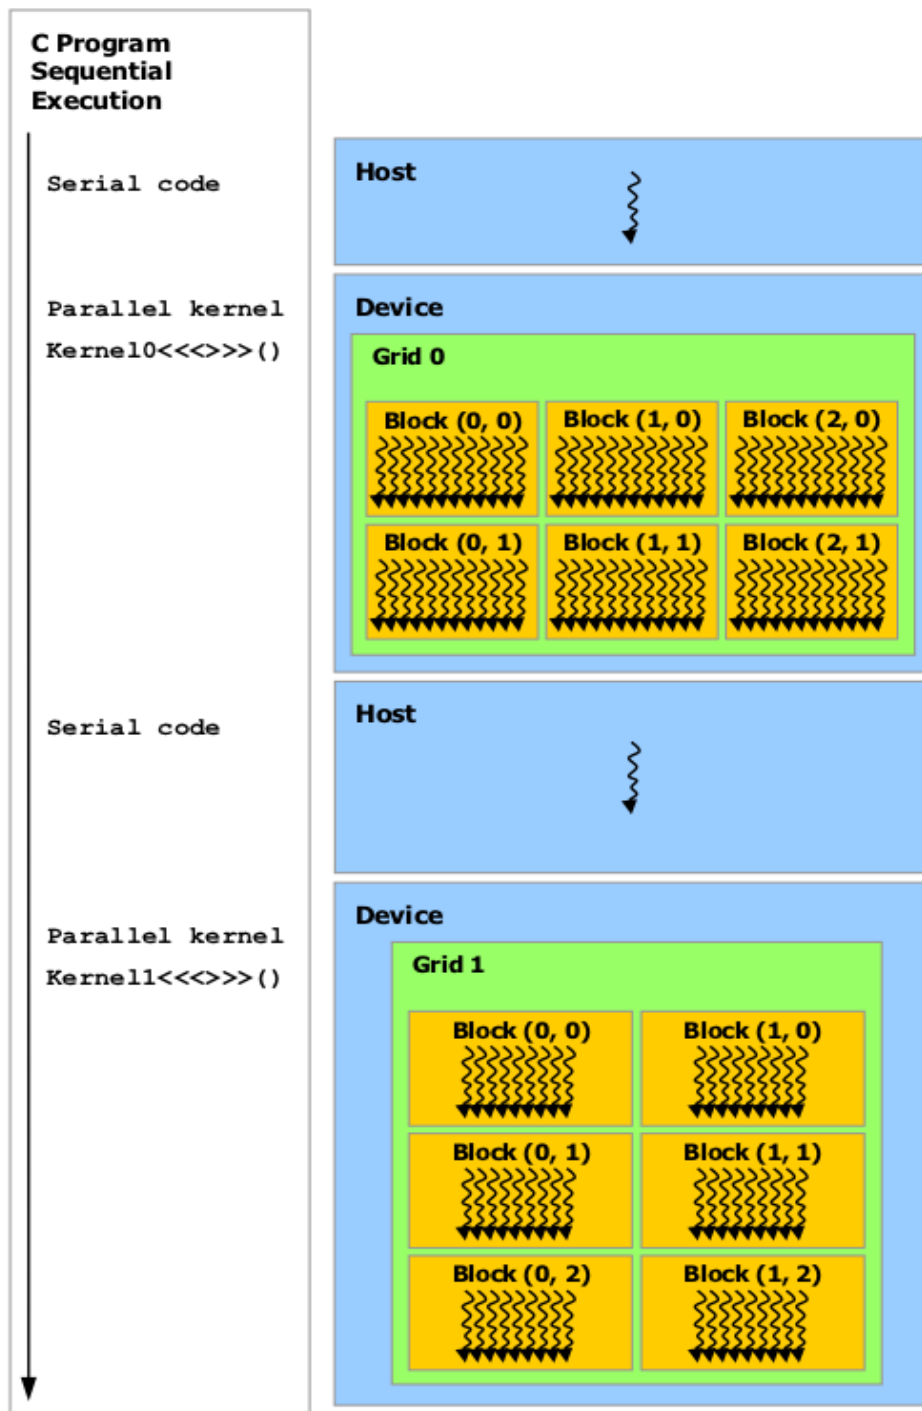 C Program
Sequential
Execution
Serial code
Host
Parallel kernel
Kernel0<<<>>>()
Device
Grid 0
Block (0, 0) Block (1, 0) Block (2, 0)
Block (0, 1) Block (1, 1) Block (2, 1)
Serial code
Host
Parallel kernel
Kernel1<<<>>>()
Device
Grid 1
Block (0, 0) Block (1, 0)
Block (0, 1) Block (1, 1)
Block (0, 2) Block (1, 2)